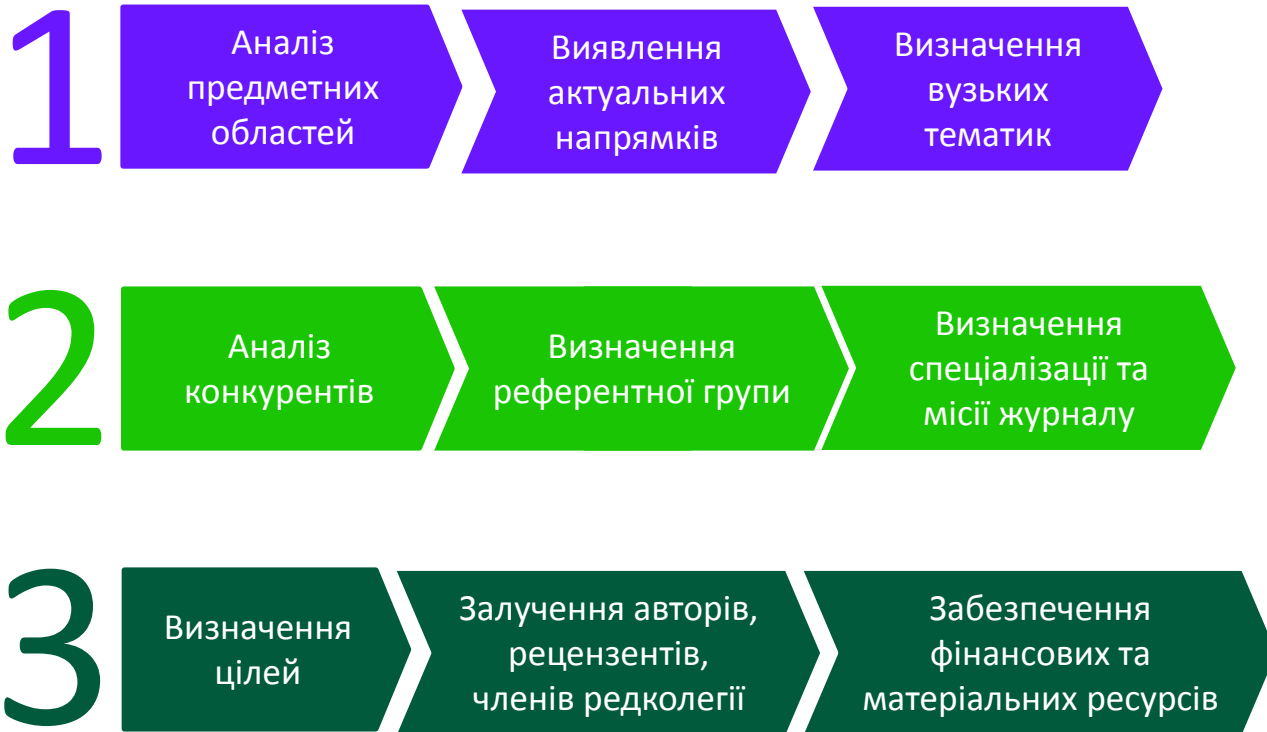 1
Аналіз
предметних
областей
Виявлення
актуальних
напрямків
Визначення
вузьких
тематик
2
Аналіз
конкурентів
Визначення
референтної групи
Визначення
спеціалізації та
місії журналу
3
Визначення
цілей
Залучення авторів,
рецензентів,
членів редколегії
Забезпечення
фінансових та
матеріальних ресурсів